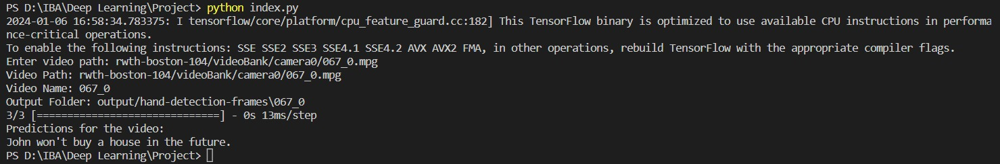 PS D:\IBA\Deep Learning\Project> python index.py
2024-01-06 16:58:34.783375: I tensorflow/core/platform/cpu_feature_guard.cc:182] This TensorFlow binary is optimized to use available CPU instructions in performa
nce-critical operations.
To enable the following instructions: SSE SSE2 SSE3 SSE4.1 SSE4.2 AVX AVX2 FMA, in other operations, rebuild TensorFlow with the appropriate compiler flags.
Enter video path: rwth-boston-104/videoBank/camera0/067_0.mpg
Video Path: rwth-boston-104/videoBank/camera0/067_0.mpg
Video Name: 067_0
Output Folder: output/hand-detection-frames\067_0
3/3 [==============================] - 0s 13ms/step
Predictions for the video:
John won't buy a house in the future.
PS D:\IBA\Deep Learning\Project>